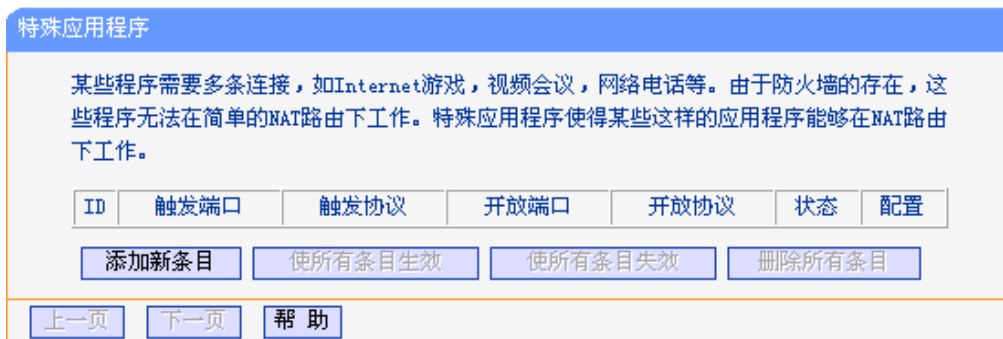 特殊应用程序
某些程序需要多条连接，如Internet游戏，视频会议，网络电话等。由于防火墙的存在，这
些程序无法在简单的NAT路由下工作。特殊应用程序使得某些这样的应用程序能够在NAT路由
下工作。
ID 触发端口 触发协议 开放端口 开放协议 状态 配置
添加新条目 使所有条目生效 使所有条目失效 删除所有条目
上一页 下一页 帮 助